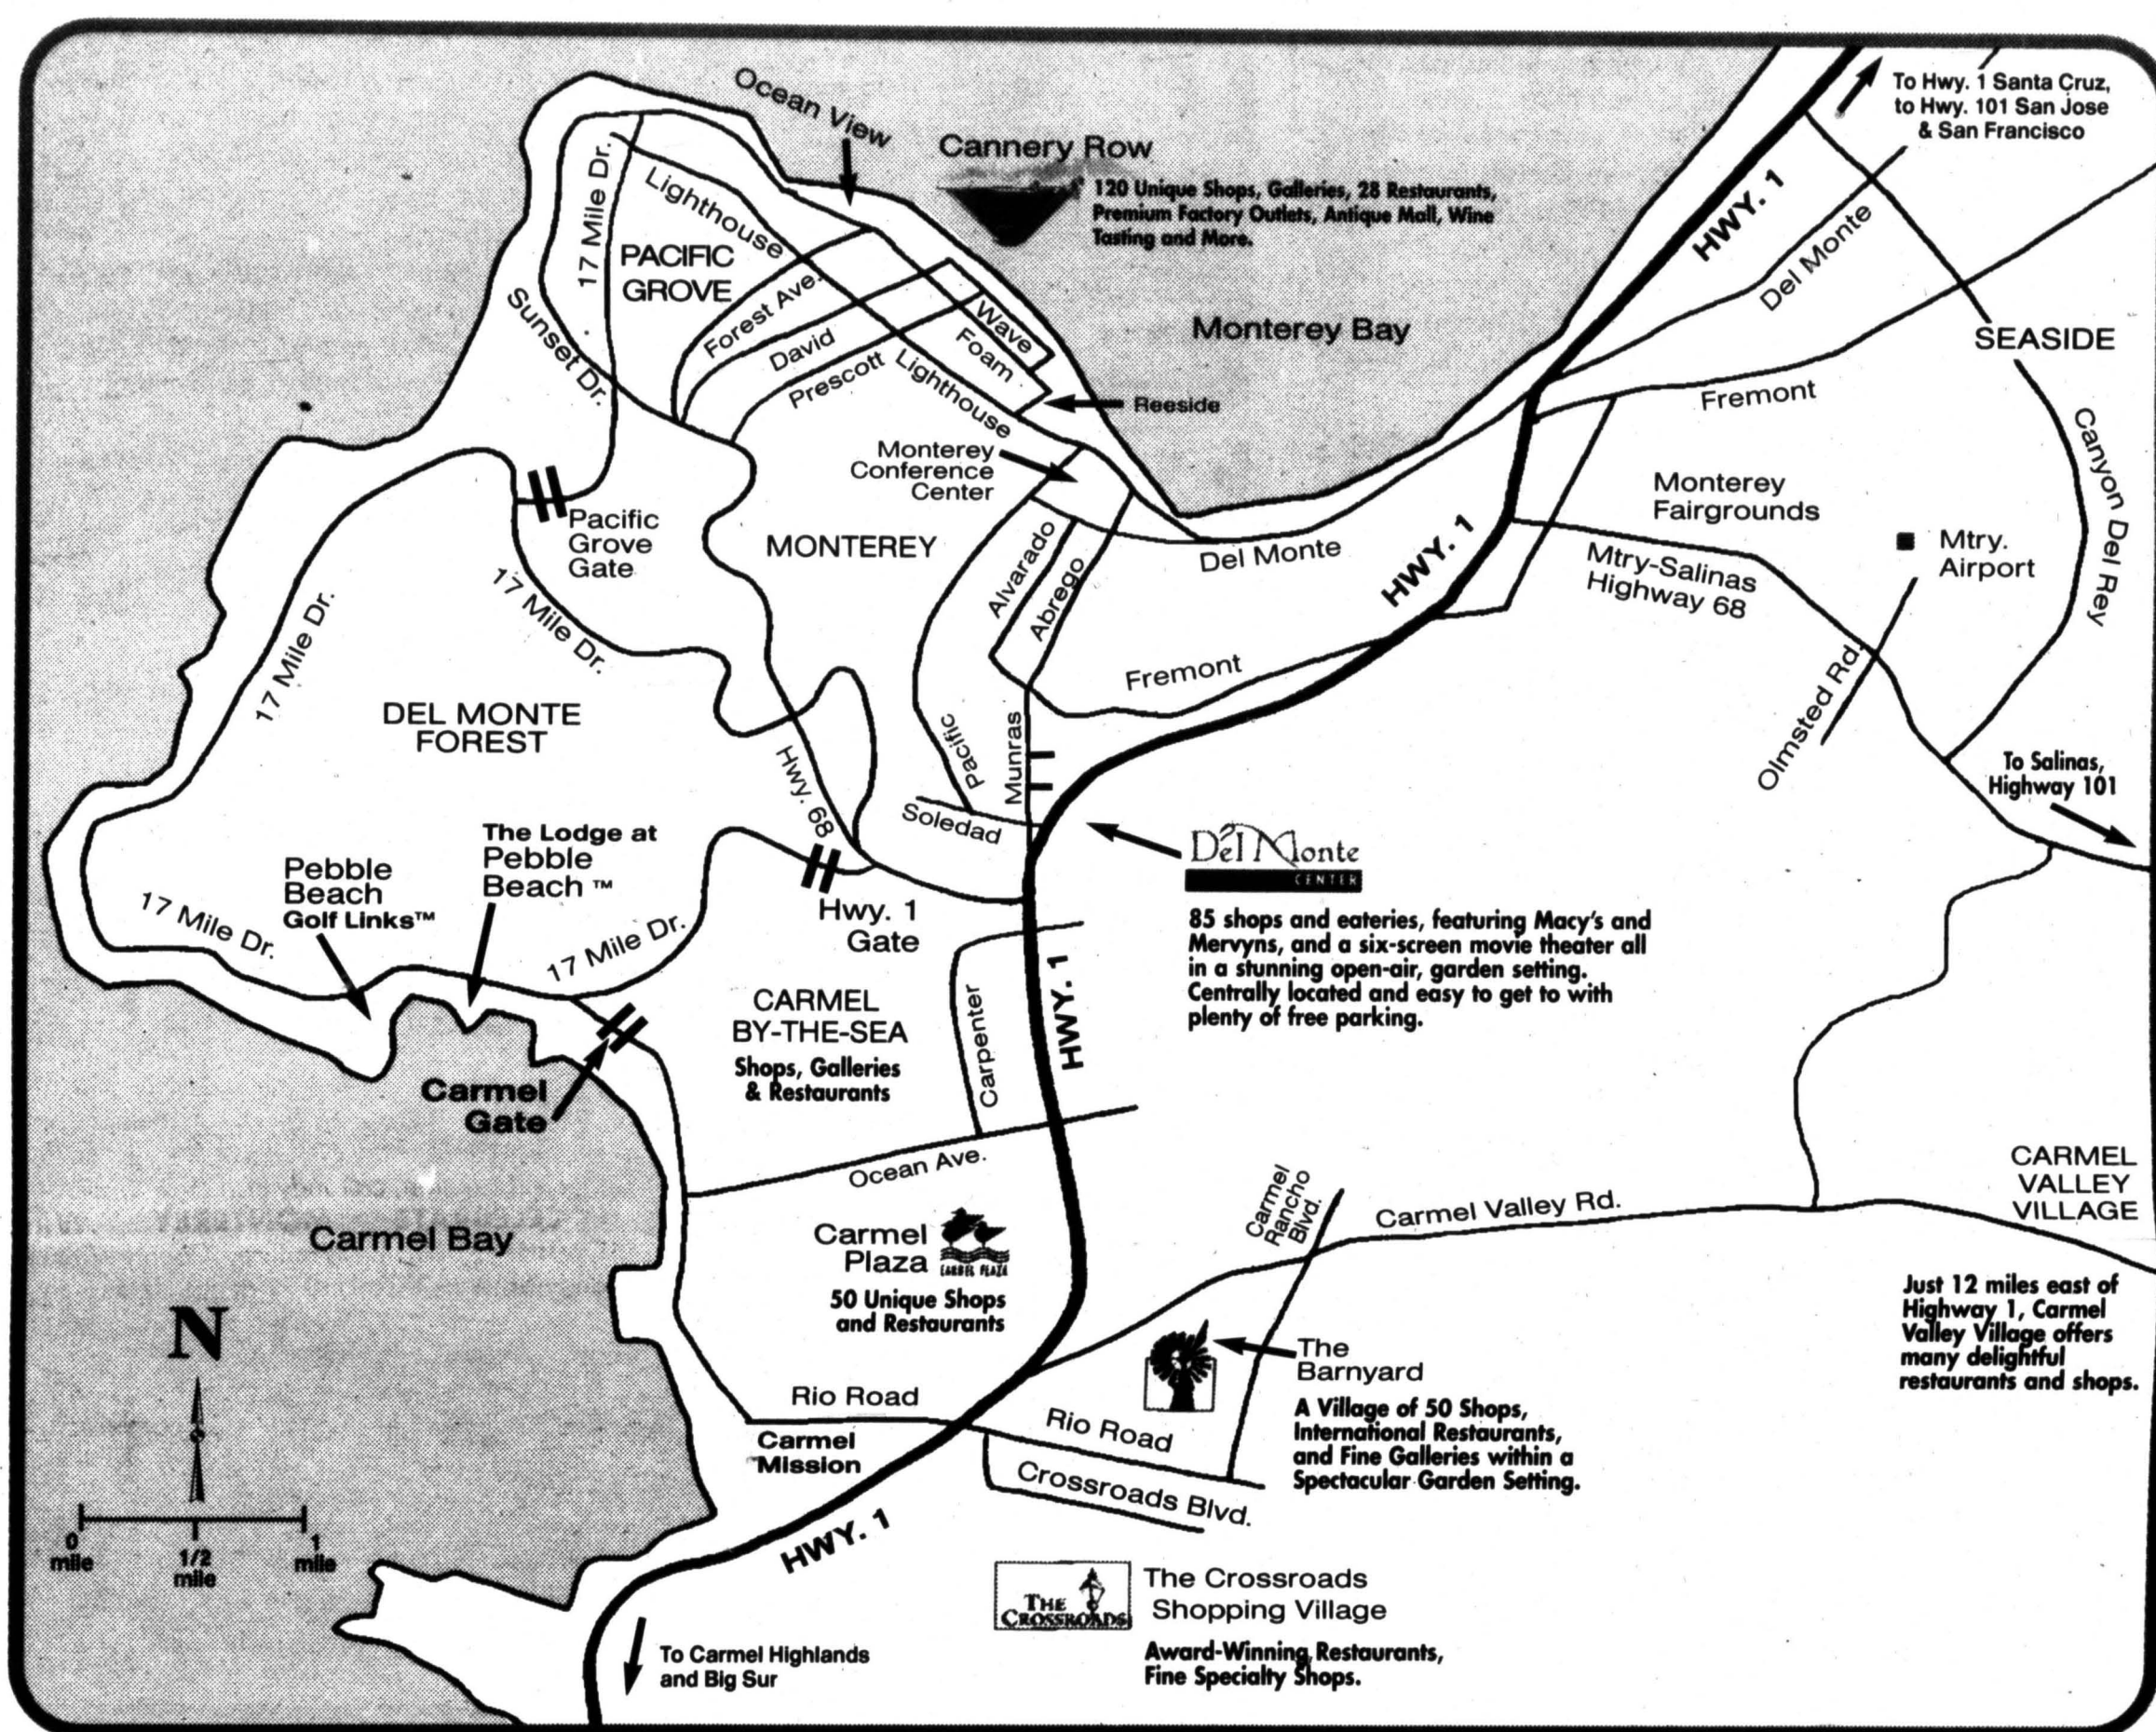 To Hwy. 1 Santa Cruz,
to Hwy. 101 San Jose
& San Francisco
Ocean View
Cannery Row
120 Unique Shops, Galleries, 28 Restaurants,
Premium Factory Outlets, Antique Mall, Wine
Tasting and More.
HWY. 1
Del Monte
17 Mile Dr.
Lighthouse
PACIFIC
GROVE
Forest Ave.
Sunset Dr.
David
Prescott
Lighthouse
Wave
Foam
Reeside
Monterey Bay
SEASIDE
Fremont
Canyon Del Rey
Monterey
Conference
Center
Monterey
Fairgrounds
Mtry.
Airport
Pacific
Grove
Gate
MONTEREY
Alvarado
Abrego
Del Monte
HWY. 1
Mtry-Salinas
Highway 68
17 Mile Dr.
17 Mile Dr.
Fremont
Olmsted Rd.
DEL MONTE
FOREST
Pacific
Munras
Hwy. 68
Soledad
To Salinas,
Highway 101
The Lodge at
Pebble
Beach ™
Pebble
Beach
Golf Links™
17 Mile Dr.
17 Mile Dr.
Hwy. 1
Gate
Del Monte
CENTER
85 shops and eateries, featuring Macy's and
Mervyns, and a six-screen movie theater all
in a stunning open-air, garden setting.
Centrally located and easy to get to with
plenty of free parking.
CARMEL
BY-THE-SEA
Shops, Galleries
& Restaurants
Carpenter
HWY. 1
Carmel
Gate
Ocean Ave.
Carmel Bay
Carmel
Plaza
CARMEL PLAZA
50 Unique Shops
and Restaurants
Carmel
Rancho
Blvd.
Carmel Valley Rd.
CARMEL
VALLEY
VILLAGE
Just 12 miles east of
Highway 1, Carmel
Valley Village offers
many delightful
restaurants and shops.
The
Barnyard
A Village of 50 Shops,
International Restaurants,
and Fine Galleries within a
Spectacular Garden Setting.
Rio Road
Rio Road
Carmel
Mission
Crossroads Blvd.
HWY. 1
N
0
mile
1/2
mile
1
mile
THE
CROSSROADS
The Crossroads
Shopping Village
Award-Winning Restaurants,
Fine Specialty Shops.
To Carmel Highlands
and Big Sur